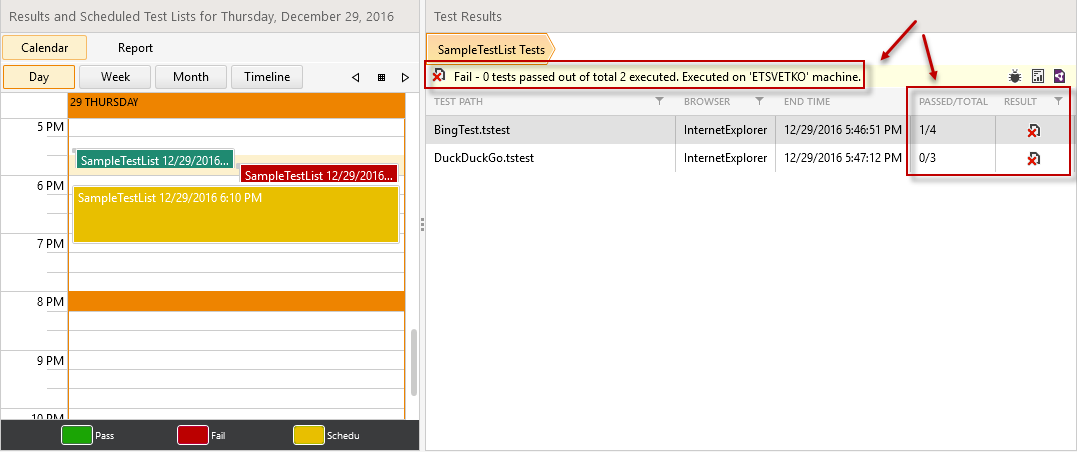 Results and Scheduled Test Lists for Thursday, December 29, 2016
Calendar Report
Day Week Month Timeline
29 THURSDAY
5 PM
SampleTestList 12/29/2016...
SampleTestList 12/29/2016...
6 PM
SampleTestList 12/29/2016 6:10 PM
7 PM
8 PM
9 PM
10 PM
Pass Fail Schedu
Test Results
SampleTestList Tests
Fail - 0 tests passed out of total 2 executed. Executed on 'ETSVETKO' machine.
TEST PATH BROWSER END TIME PASSED/TOTAL RESULT
BingTest.tstest InternetExplorer 12/29/2016 5:46:51 PM 1/4
DuckDuckGo.tstest InternetExplorer 12/29/2016 5:47:12 PM 0/3